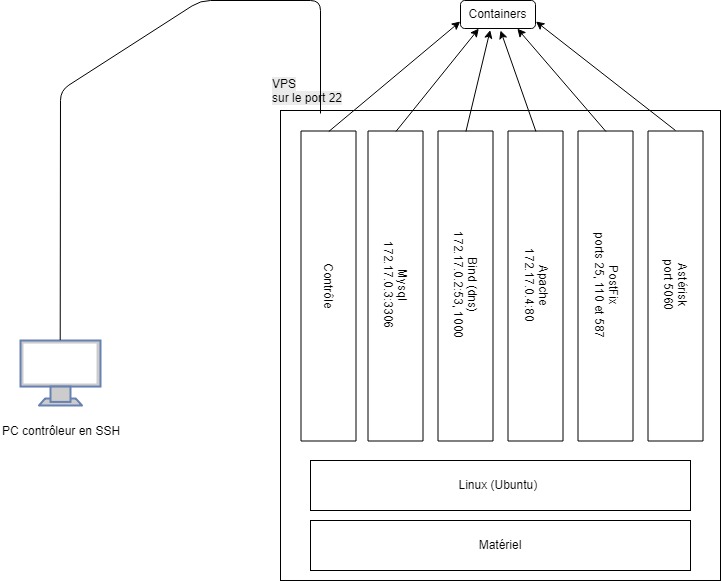 Containers
VPS
sur le port 22
Contrôle
Mysql
172.17.0.3:3306
Bind (dns)
172.17.0.2:53, 1000
Apache
172.17.0.4:80
PostFix
ports 25, 110 et 587
Astérisk
port 5060
PC contrôleur en SSH
Linux (Ubuntu)
Matériel